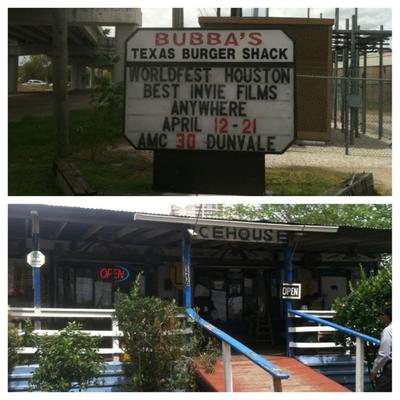 BUBBA'S
TEXAS BURGER SHACK
WORLDFEST HOUSTON
BEST INVIE FILMS
ANYWHERE
APRIL 12-21
AMC 30 DUNVALE
CEHOUSE
OPEN
OPEN